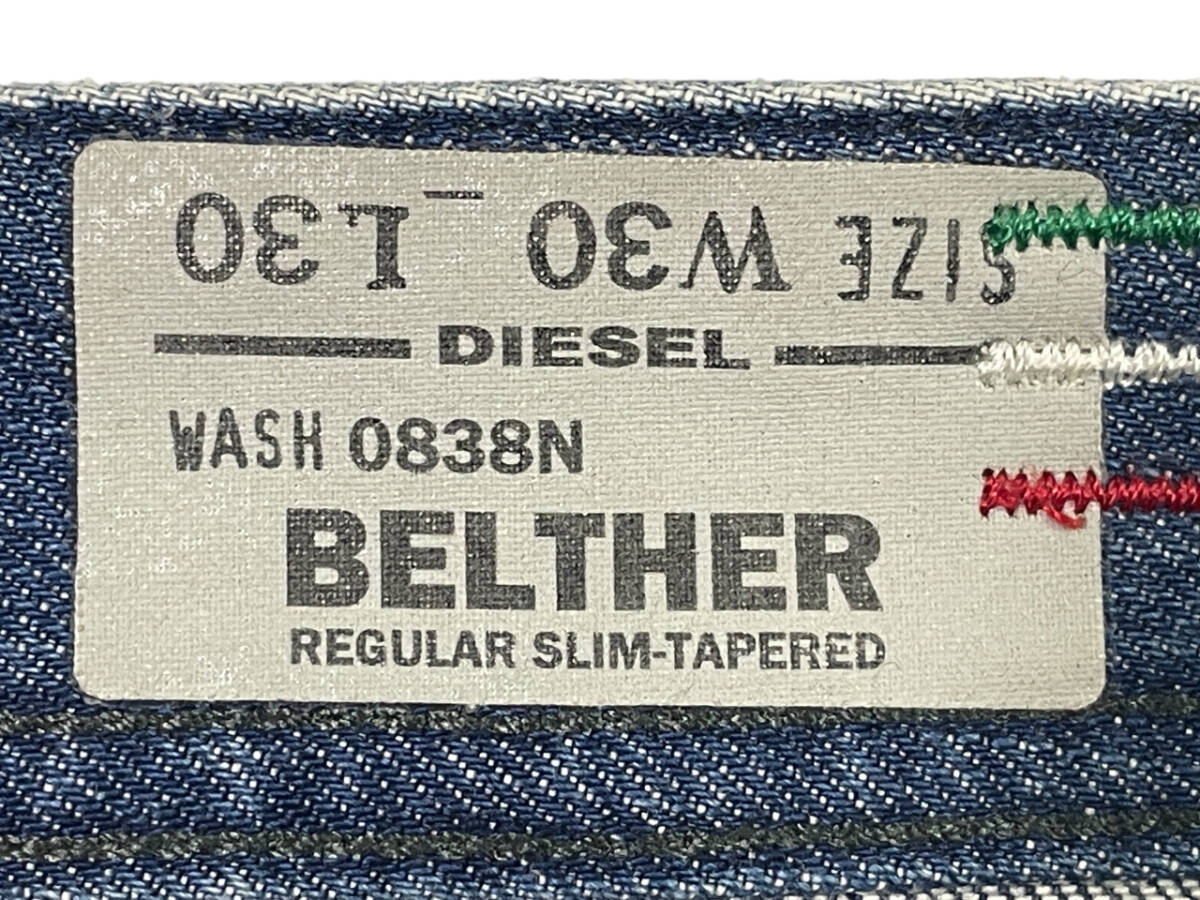 SIZE W30 _ L30
DIESEL
WASH 0838N
BELTHER
REGULAR SLIM-TAPERED